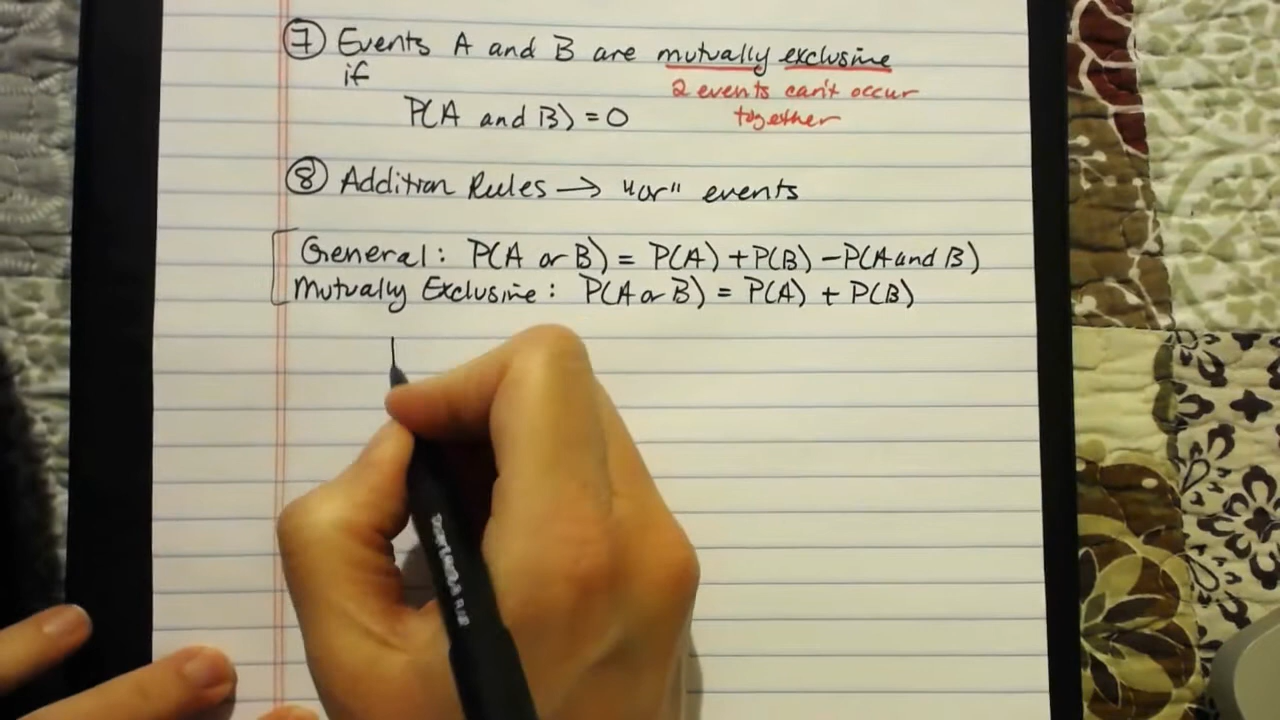 ⑦ Events A and B are mutually exclusive
if
2 events can't occur
P(A and B) = 0
together
⑧ Addition Rules → "or" events
General: P(A or B) = P(A) + P(B) - P(A and B)
Mutually Exclusive: P(A or B) = P(A) + P(B)